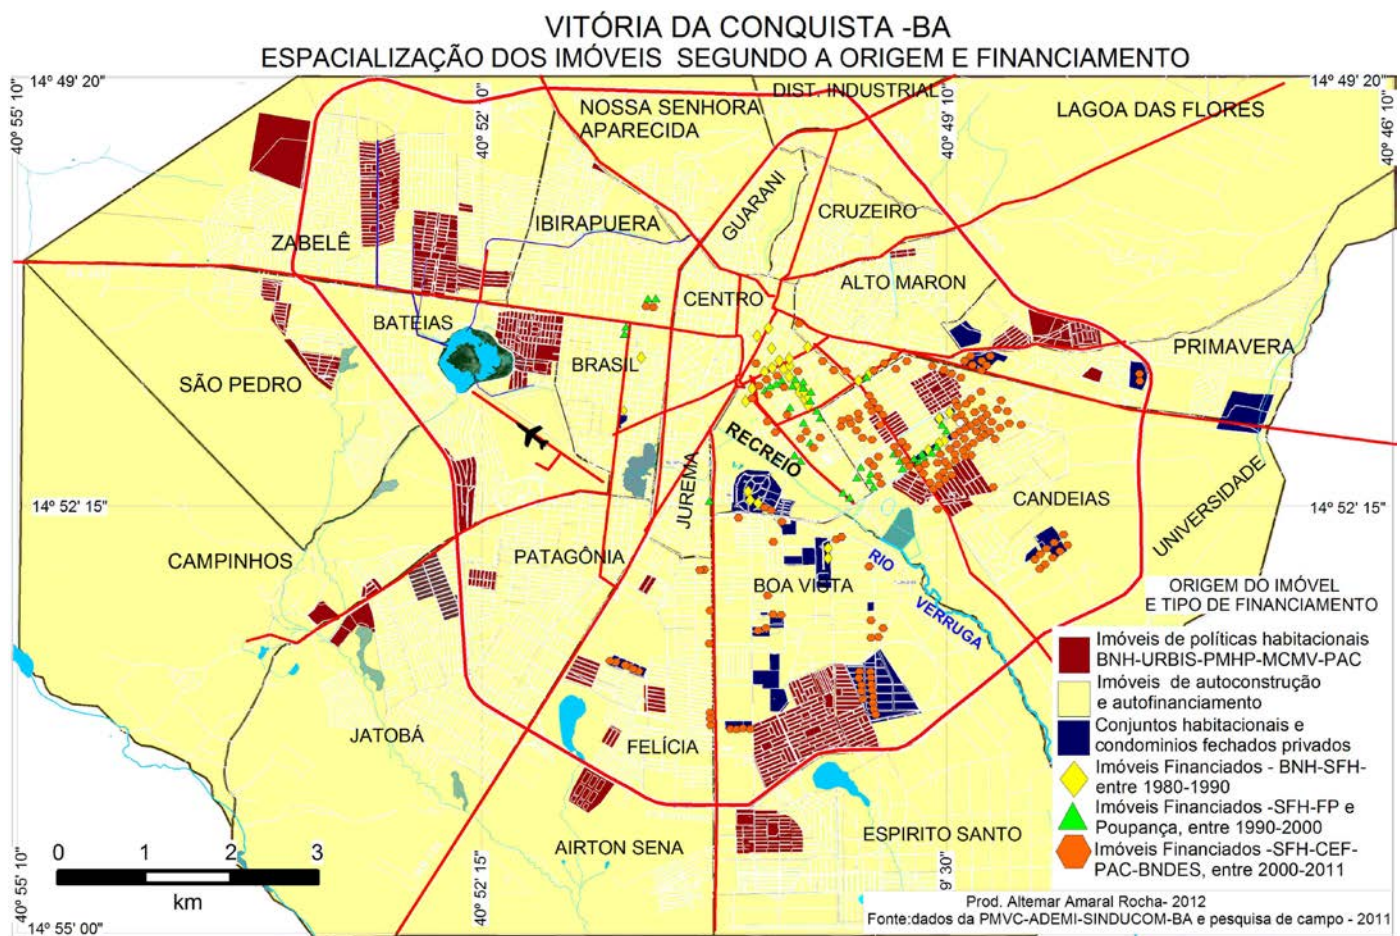 VITÓRIA DA CONQUISTA -BA
ESPACIALIZAÇÃO DOS IMÓVEIS SEGUNDO A ORIGEM E FINANCIAMENTO
14º 49' 20"
14º 49' 20"
40º 55' 10"
40º 52' 0"
40º 49' 10"
40º 46' 10"
DIST. INDUSTRIAL
NOSSA SENHORA
APARECIDA
LAGOA DAS FLORES
GUARANI
CRUZEIRO
IBIRAPUERA
ZABELÊ
ALTO MARON
CENTRO
BATEIAS
BRASIL
PRIMAVERA
SÃO PEDRO
RECREIO
JUREMA
CANDEIAS
UNIVERSIDADE
14º 52' 15"
14º 52' 15"
CAMPINHOS
PATAGÔNIA
BOA VISTA
RIO
VERRUGA
JATOBÁ
FELÍCIA
AIRTON SENA
ESPIRITO SANTO
ORIGEM DO IMÓVEL
E TIPO DE FINANCIAMENTO
Imóveis de políticas habitacionais
BNH-URBIS-PMHP-MCMV-PAC
Imóveis de autoconstrução
e autofinanciamento
Conjuntos habitacionais e
condominios fechados privados
Imóveis Financiados - BNH-SFH-
entre 1980-1990
Imóveis Financiados -SFH-FP e
Poupança, entre 1990-2000
Imóveis Financiados -SFH-CEF-
PAC-BNDES, entre 2000-2011
0 1 2 3
km
40º 55' 10"
40º 52' 15"
9' 30"
14º 55' 00"
Prod. Altemar Amaral Rocha- 2012
Fonte:dados da PMVC-ADEMI-SINDUCOM-BA e pesquisa de campo - 2011